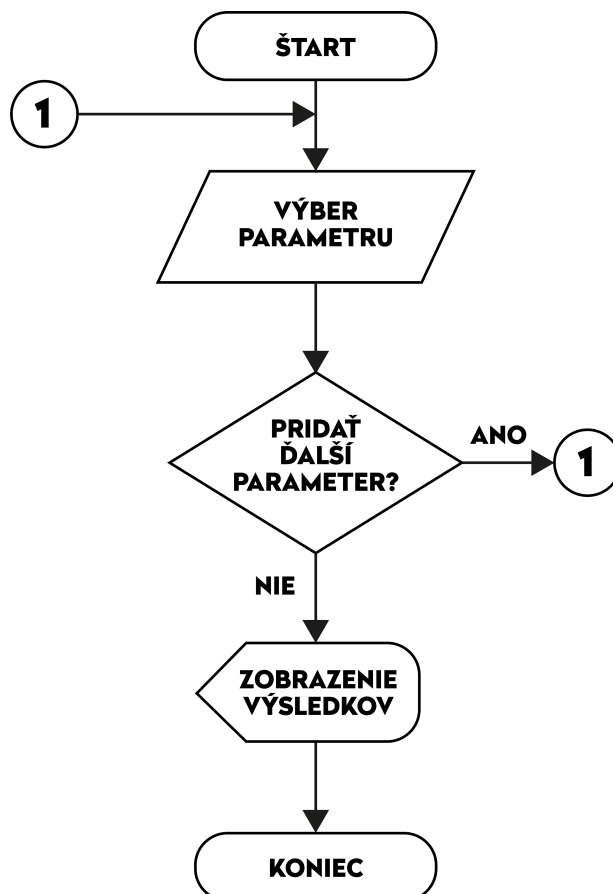 ŠTART
1
VÝBER
PARAMETRU
PRIDAŤ
ĎALŠÍ
PARAMETER?
ANO
1
NIE
ZOBRAZENIE
VÝSLEDKOV
KONIEC